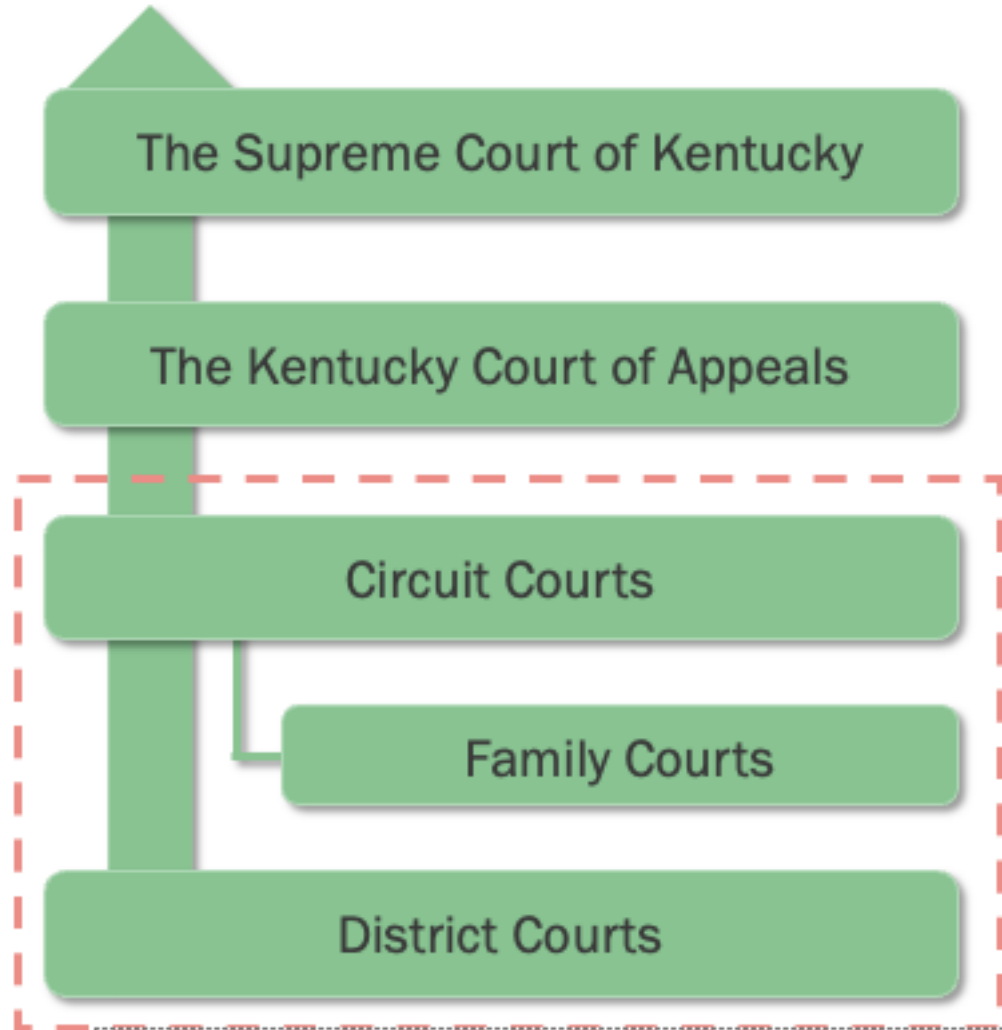 The Supreme Court of Kentucky
The Kentucky Court of Appeals
Circuit Courts
Family Courts
District Courts